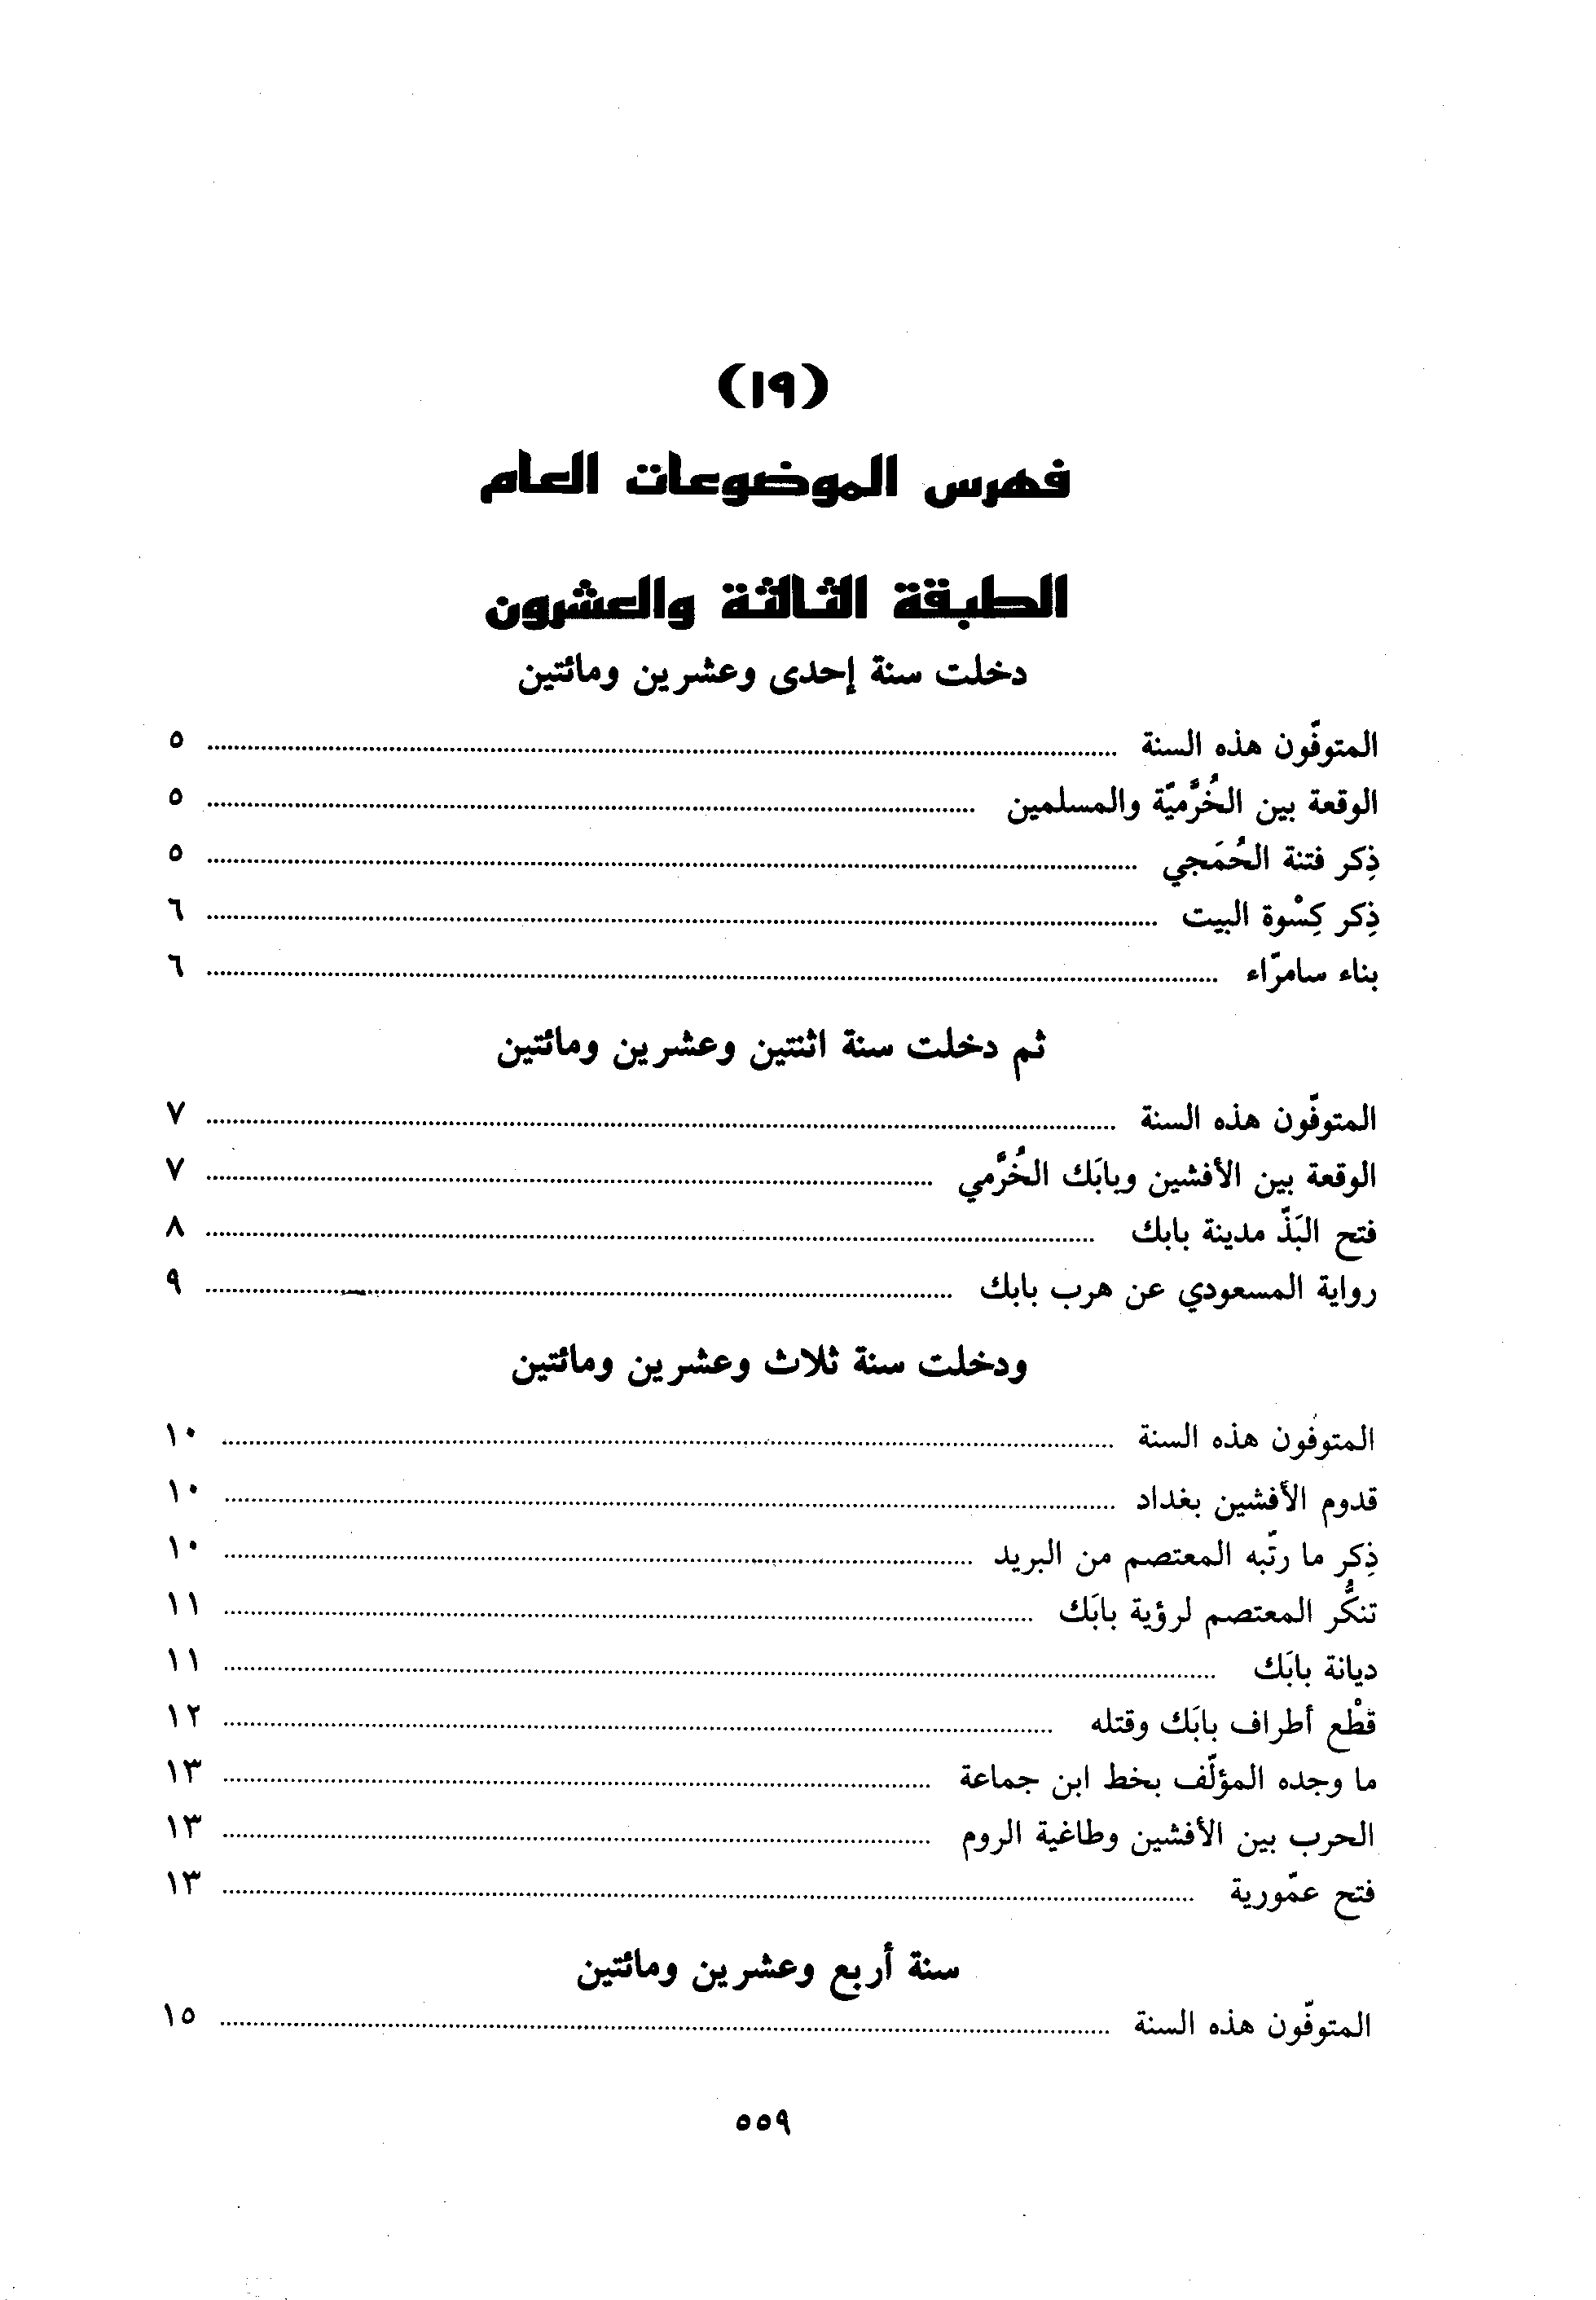 (١٩)
فهرس الموضوعات العام
الطبقة الثالثة والعشرون
دخلت سنة إحدى وعشرين ومائتين
المتوفّون هذه السنة ........ ٥
الوقعة بين الخُرَّميّة والمسلمين ........ ٥
ذِكر فتنة الحُمَجي ........ ٥
ذِكر كِسْوة البيت ........ ٦
بناء سامرّاء ........ ٦
ثم دخلت سنة اثنتين وعشرين ومائتين
المتوفّون هذه السنة ........ ٧
الوقعة بين الأفشين وبابَك الخُرَّمي ........ ٧
فتح البَذّ مدينة بابك ........ ٨
رواية المسعودي عن هرب بابك ........ ٩
ودخلت سنة ثلاث وعشرين ومائتين
المتوفون هذه السنة ........ ١٠
قدوم الأفشين بغداد ........ ١٠
ذِكر ما رتّبه المعتصم من البريد ........ ١٠
تنكُّر المعتصم لرؤية بابَك ........ ١١
ديانة بابَك ........ ١١
قطْع أطراف بابَك وقتله ........ ١٢
ما وجده المؤلّف بخط ابن جماعة ........ ١٣
الحرب بين الأفشين وطاغية الروم ........ ١٣
فتح عمّورية ........ ١٣
سنة أربع وعشرين ومائتين
المتوفّون هذه السنة ........ ١٥
٥٥٩